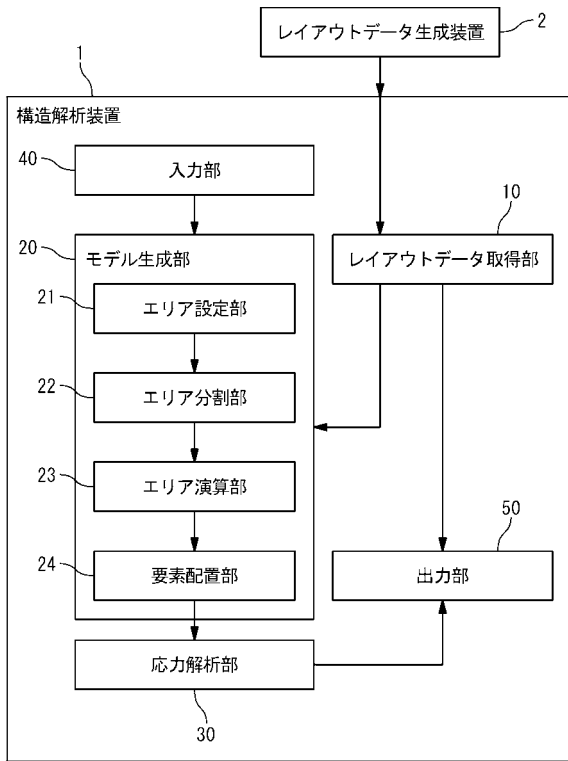 レイアウトデータ生成装置
2
1
構造解析装置
40
入力部
10
20
モデル生成部
レイアウトデータ取得部
21
エリア設定部
22
エリア分割部
23
エリア演算部
50
24
要素配置部
出力部
応力解析部
30